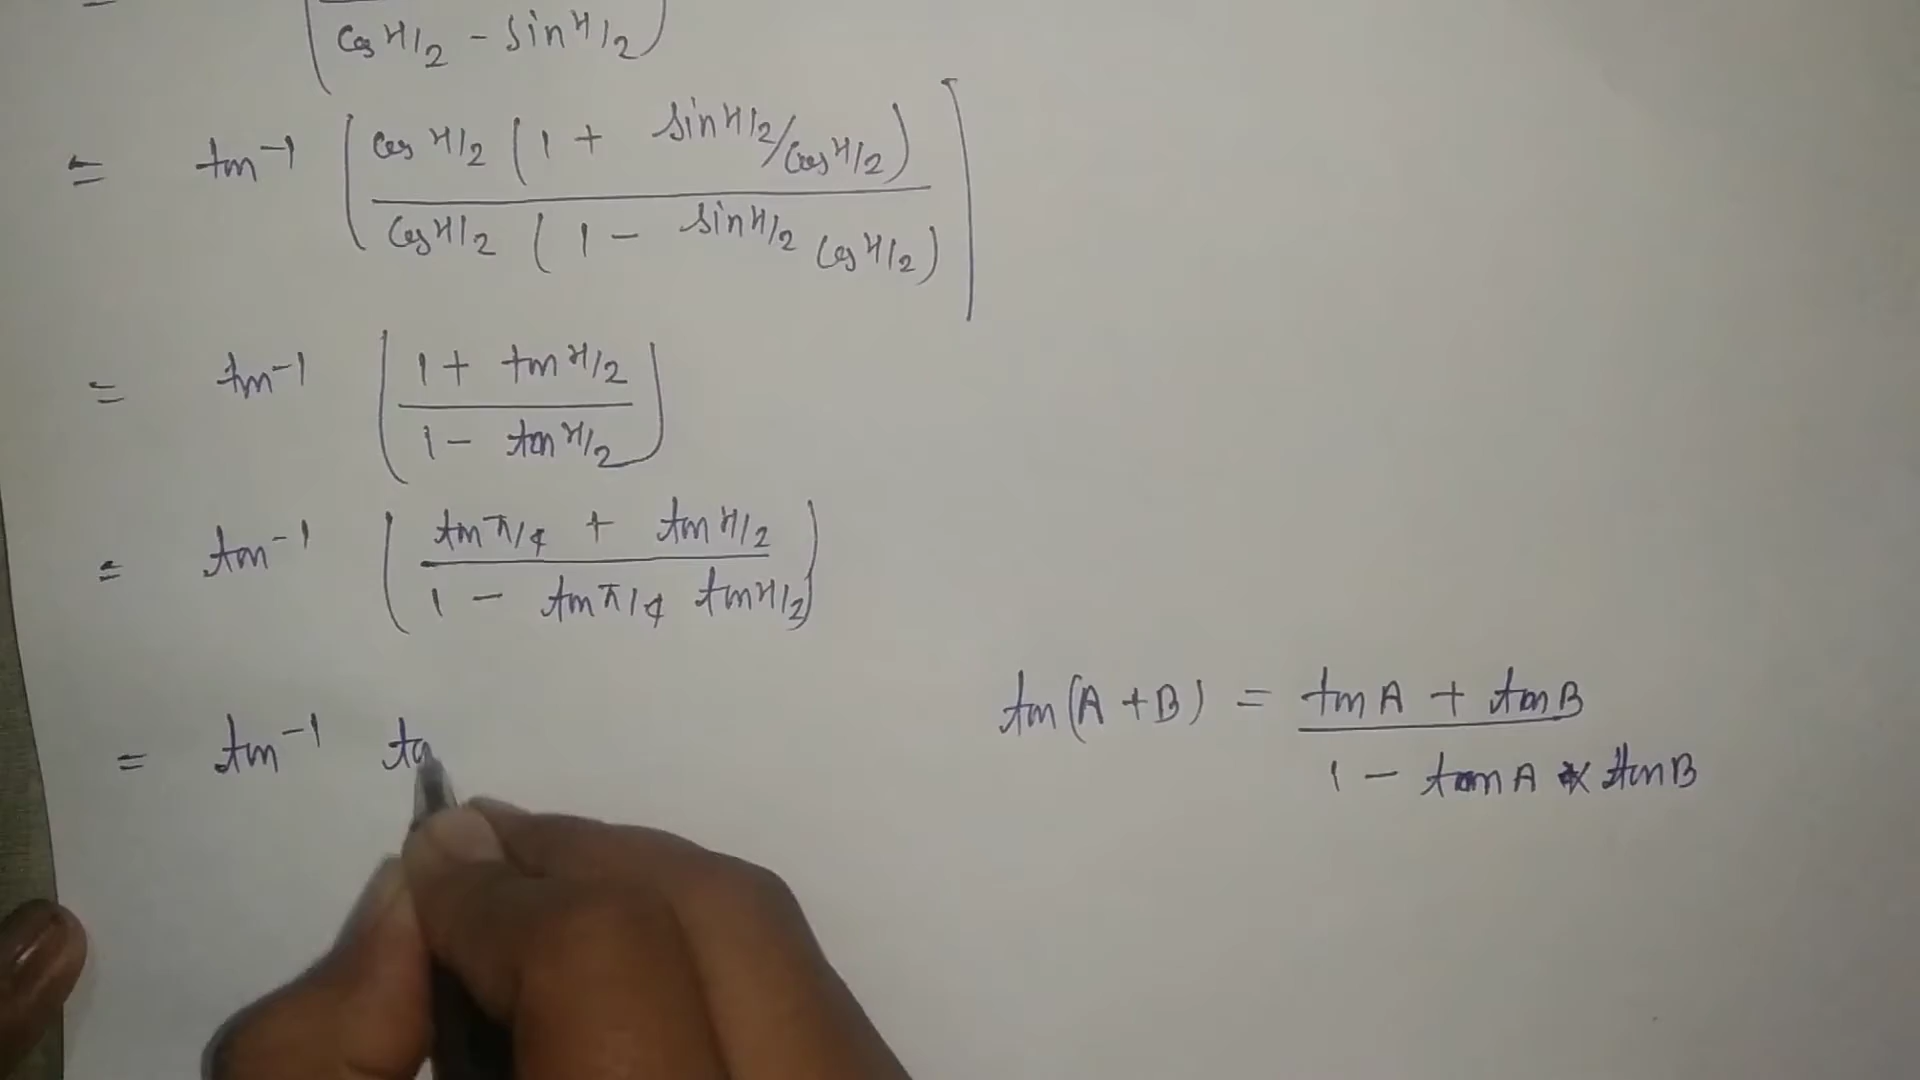 cos x/2 - sin x/2
= tan⁻¹ [ cos x/2 ( 1 + sin x/2 / cos x/2 )
cos x/2 ( 1 - sin x/2 cos x/2 ) ]
= tan⁻¹ ( 1 + tan x/2
1 - tan x/2 )
= tan⁻¹ ( tan π/4 + tan x/2
1 - tan π/4 tan x/2 )
tan (A + B) = tan A + tan B
1 - tan A × tan B
= tan⁻¹ ta